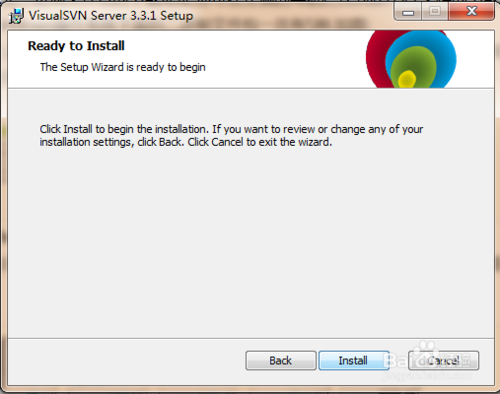 VisualSVN Server 3.3.1 Setup
Ready to Install
The Setup Wizard is ready to begin
Click Install to begin the installation. If you want to review or change any of your
installation settings, click Back. Click Cancel to exit the wizard.
Back
Install
Cancel